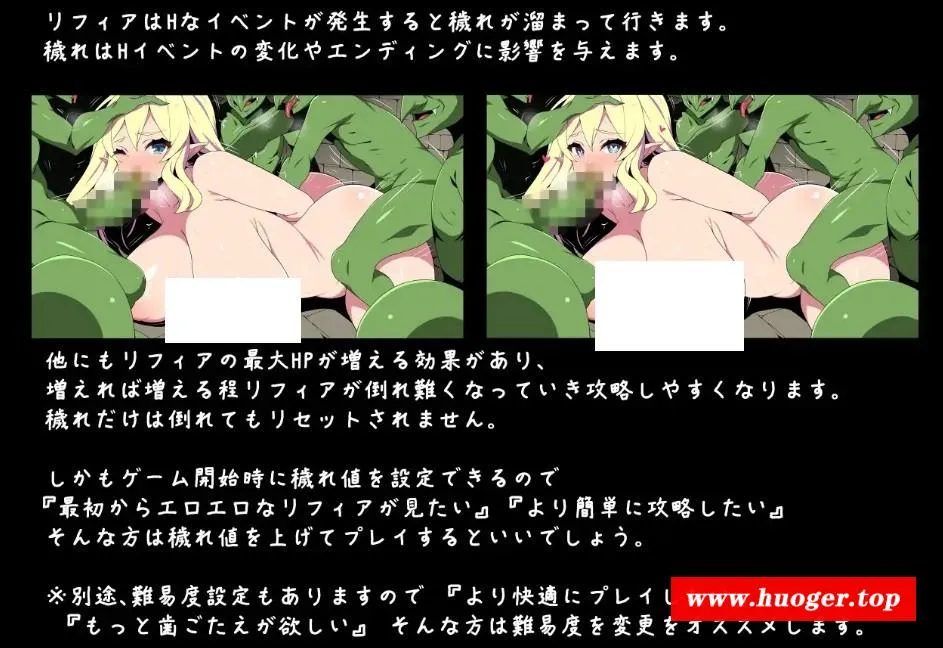 リフィアはHなイベントが発生すると穢れが溜まって行きます。
穢れはHイベントの変化やエンディングに影響を与えます。
他にもリフィアの最大HPが増える効果があり、
増えれば増える程リフィアが倒れ難くなっていき攻略しやすくなります。
穢れだけは倒れてもリセットされません。
しかもゲーム開始時に穢れ値を設定できるので
『最初からエロエロなリフィアが見たい』『より簡単に攻略したい』
そんな方は穢れ値を上げてプレイするといいでしょう。
※別途、難易度設定もありますので 『より快適にプレイし
www.huoger.top
『もっと歯ごたえが欲しい』 そんな方は難易度を変更をオススメします。